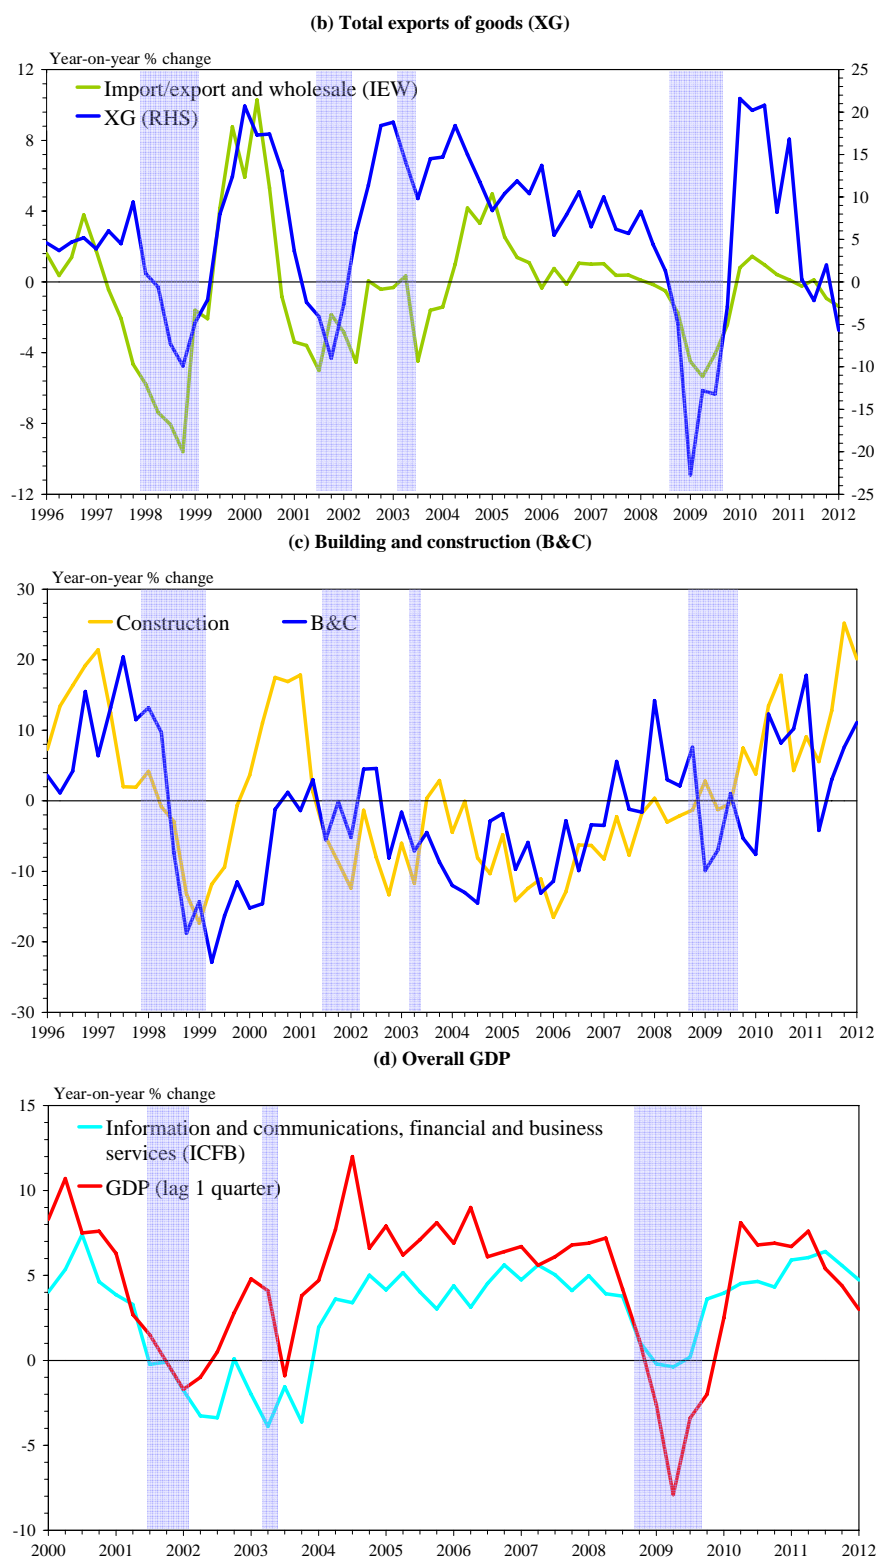 (b) Total exports of goods (XG)
Year-on-year % change
12 25
Import/export and wholesale (IEW)
20
XG (RHS)
8 15
10
4
5
0 0
-5
-4
-10
-8 -15
-20
-12 -25
1996 1997 1998 1999 2000 2001 2002 2003 2004 2005 2006 2007 2008 2009 2010 2011 2012
(c) Building and construction (B&C)
Year-on-year % change
30
Construction B&C
20
10
0
-10
-20
-30
1996 1997 1998 1999 2000 2001 2002 2003 2004 2005 2006 2007 2008 2009 2010 2011 2012
(d) Overall GDP
Year-on-year % change
15
Information and communications, financial and business
services (ICFB)
10
GDP (lag 1 quarter)
5
0
-5
-10
2000 2001 2002 2003 2004 2005 2006 2007 2008 2009 2010 2011 2012